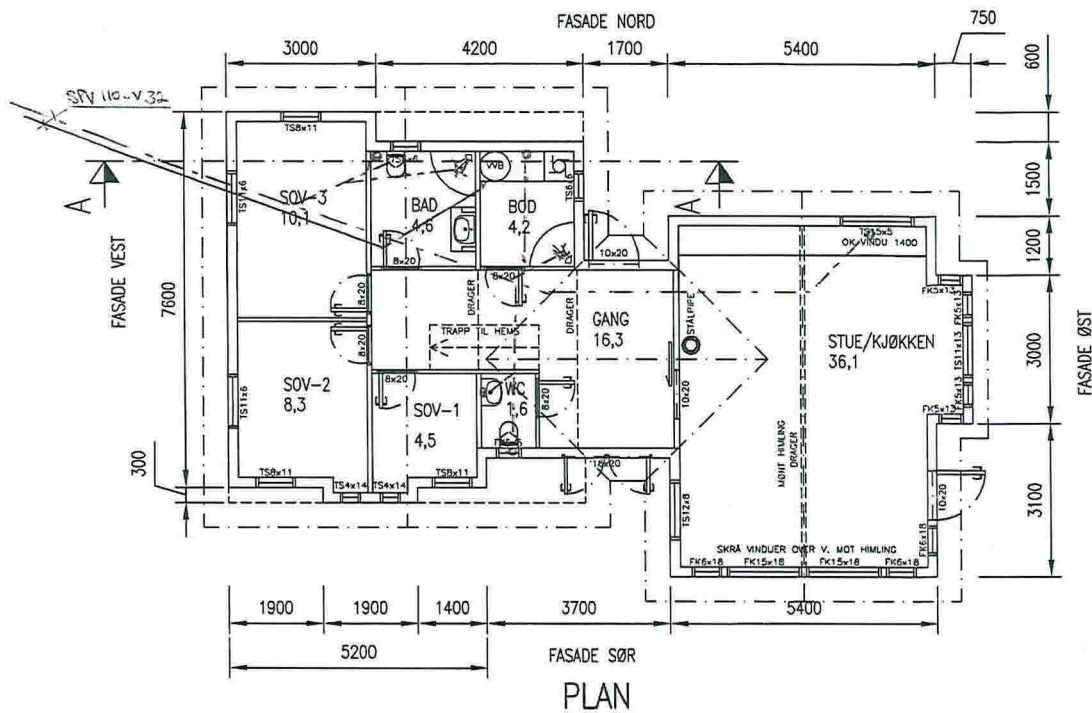 FASADE NORD
750
3000
4200
1700
5400
600
SPV 110-V.32
TS8x11
TS11x6
SOV-3
10,1
BAD
4,6
VVB
BOD
4,2
TS6x6
A
A
1500
TS15x5
OK VINDU 1400
1200
10x20
8x20
8x20
8x20
8x20
FASADE VEST
7600
DRAGER
DRAGER
TRAPP TIL HEMS
GANG
16,3
STÅLPIPE
STUE/KJØKKEN
36,1
FK5x13
FK6x13
TS11x13
FK6x13
FK5x13
3000
FASADE ØST
SOV-2
8,3
TS11x6
8x20
SOV-1
4,5
WC
1,6
8x20
10x20
MØNT HIMLING
DRAGER
300
TS8x11
TS4x14
TS4x14
TS8x11
18x20
TS12x8
10x20
FK6x18
3100
SKRÅ VINDUER OVER V. MOT HIMLING
FK6x18
FK15x18
FK15x18
FK6x18
1900
1900
1400
3700
5400
5200
FASADE SØR
PLAN